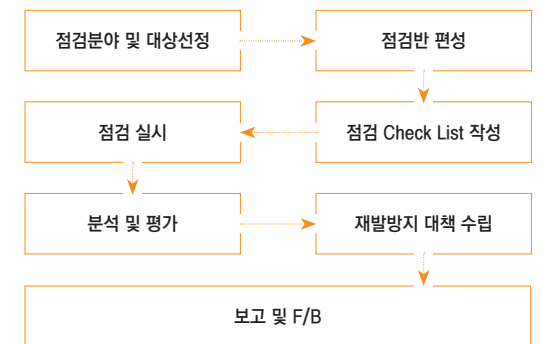 점검분야 및 대상선정
점검반 편성
점검 Check List 작성
점검 실시
분석 및 평가
재발방지 대책 수립
보고 및 F/B